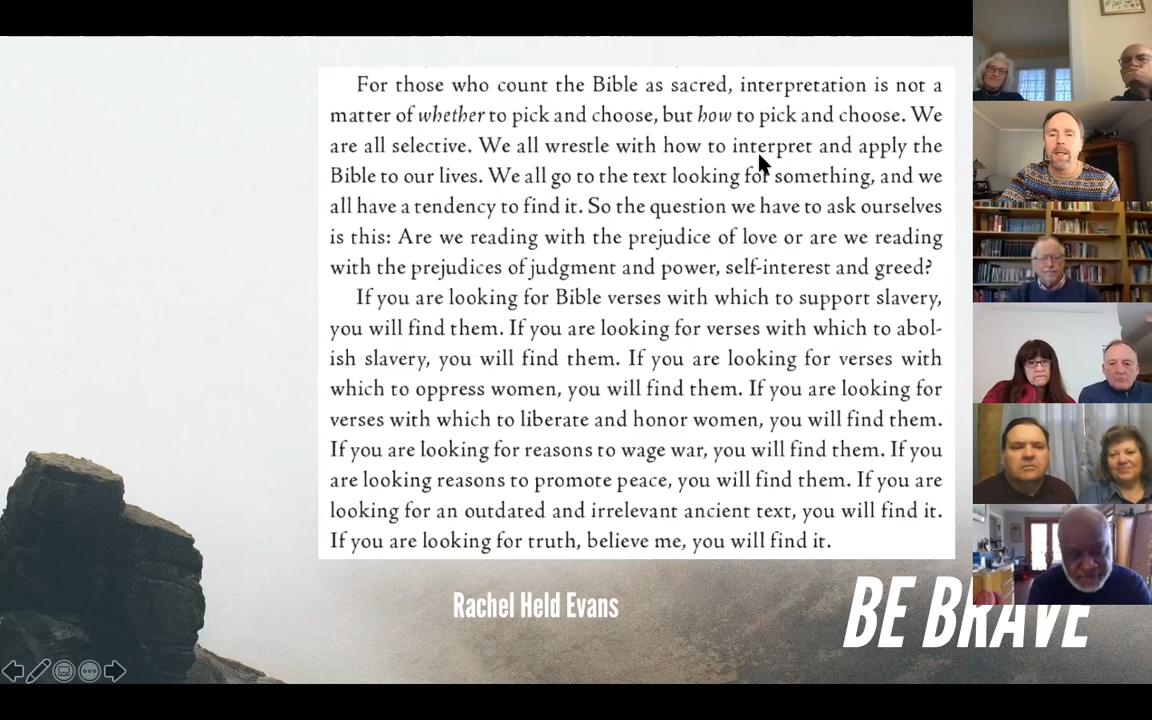 For those who count the Bible as sacred, interpretation is not a
matter of whether to pick and choose, but how to pick and choose. We
are all selective. We all wrestle with how to interpret and apply the
Bible to our lives. We all go to the text looking for something, and we
all have a tendency to find it. So the question we have to ask ourselves
is this: Are we reading with the prejudice of love or are we reading
with the prejudices of judgment and power, self-interest and greed?
If you are looking for Bible verses with which to support slavery,
you will find them. If you are looking for verses with which to abol-
ish slavery, you will find them. If you are looking for verses with
which to oppress women, you will find them. If you are looking for
verses with which to liberate and honor women, you will find them.
If you are looking for reasons to wage war, you will find them. If you
are looking reasons to promote peace, you will find them. If you are
looking for an outdated and irrelevant ancient text, you will find it.
If you are looking for truth, believe me, you will find it.
Rachel Held Evans
BE BRAVE